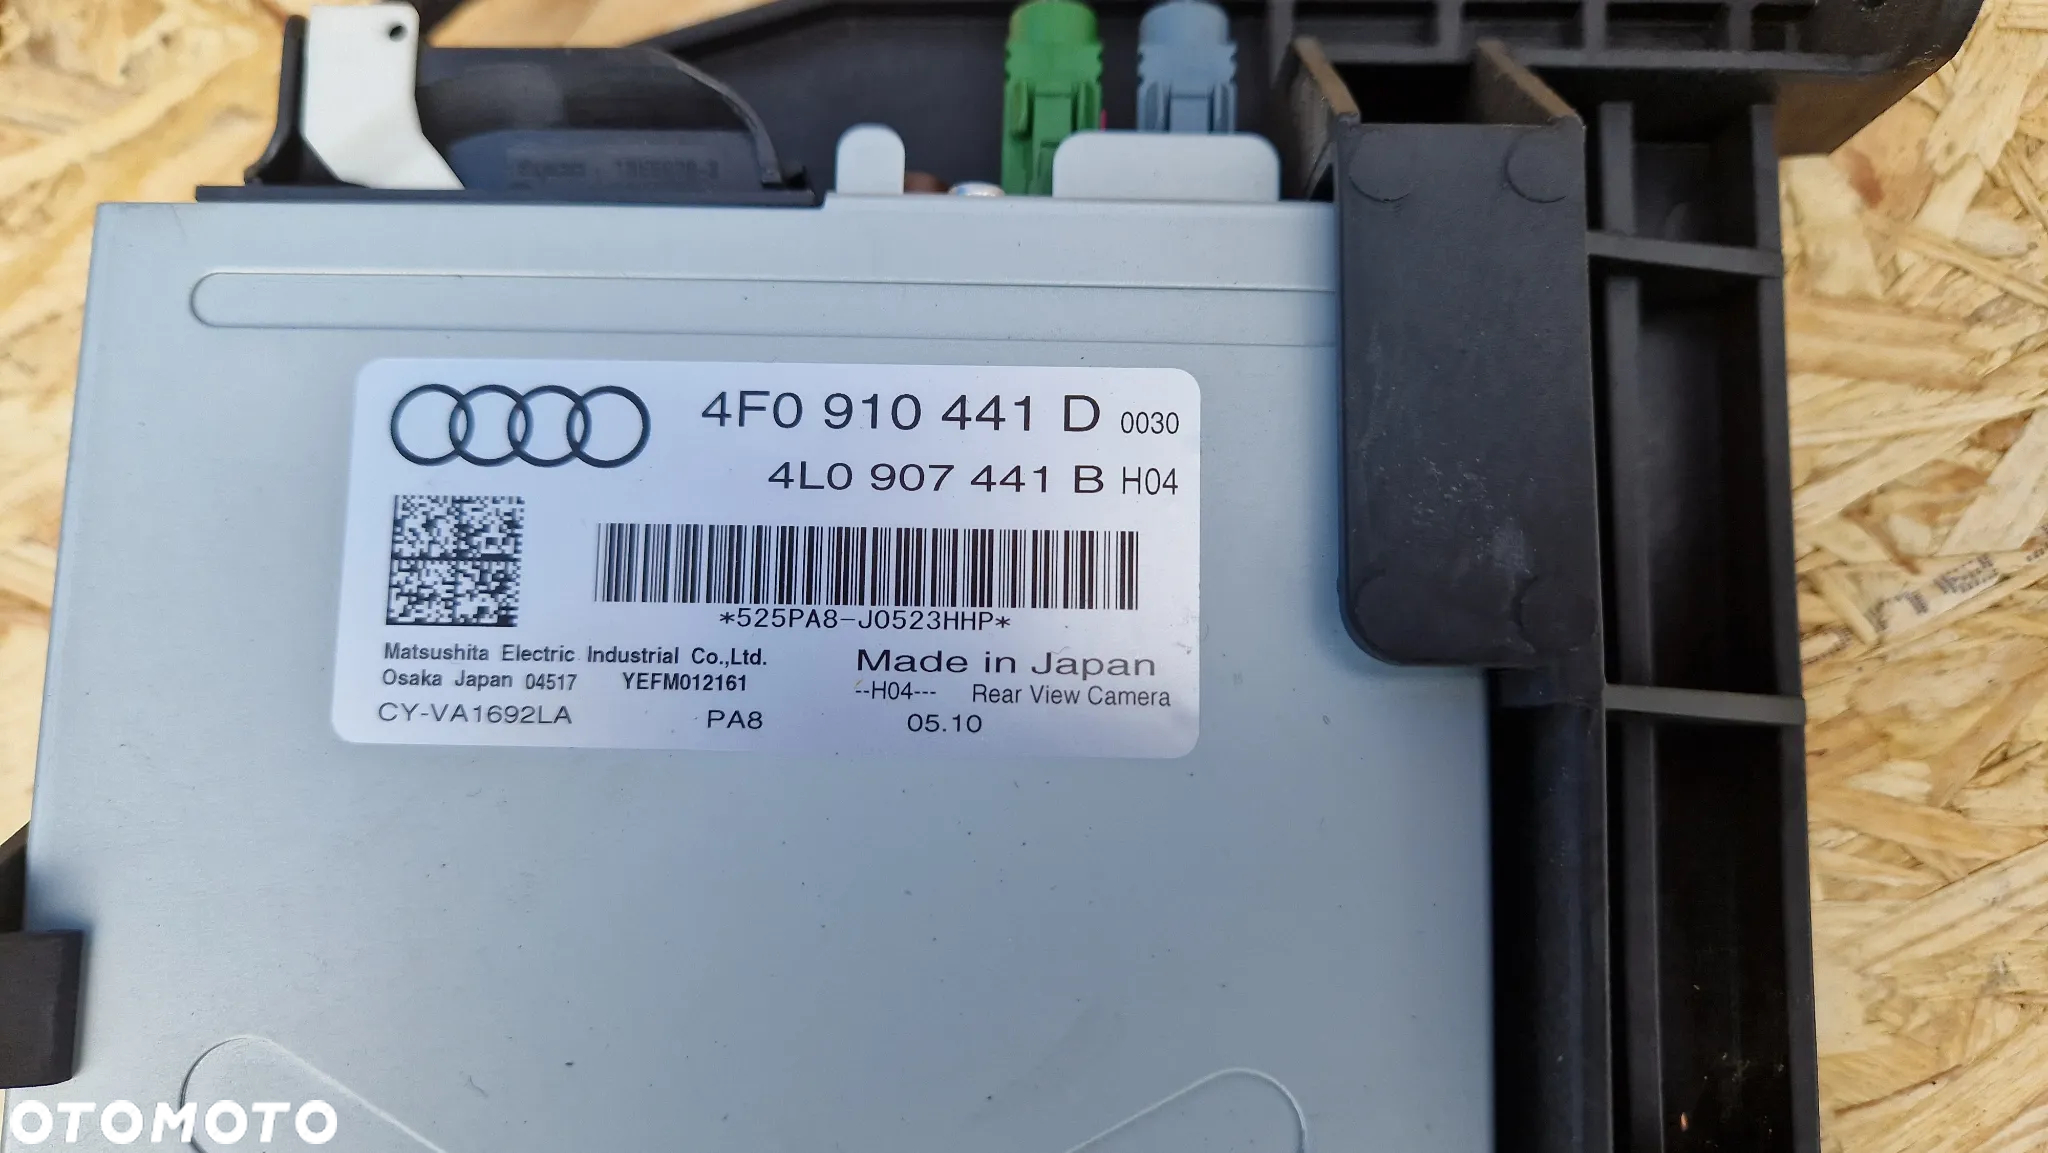 4F0 910 441 D 0030
4L0 907 441 B H04
*525PA8-J0523HHP*
Matsushita Electric Industrial Co.,Ltd.
Made in Japan
Osaka Japan 04517 YEFM012161
--H04--- Rear View Camera
CY-VA1692LA PA8 05.10
OTOMOTO